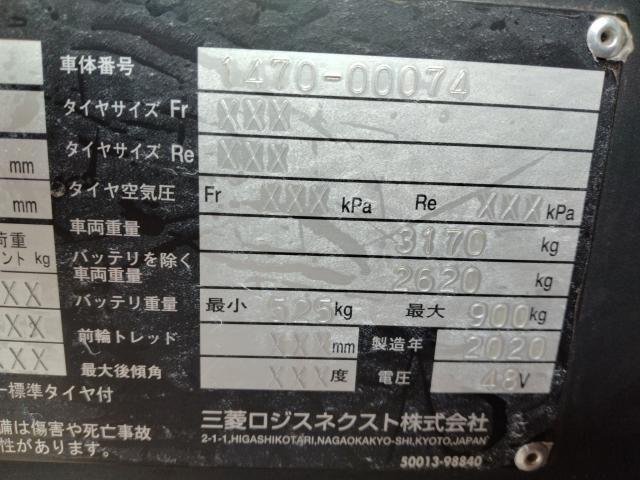 車体番号 1470-00074
タイヤサイズ Fr XXX
タイヤサイズ Re XXX
mm タイヤ空気圧 Fr XXX kPa Re XXX kPa
mm 車両重量 3170 kg
荷重 バッテリを除く
ント kg 車両重量 2620 kg
XX バッテリ重量 最小 525 kg 最大 900 kg
XX 前輪トレッド XXX mm 製造年 2020
XX 最大後傾角 XXX 度 電圧 48 V
ー標準タイヤ付
備は傷害や死亡事故
性があります。
三菱ロジスネクスト株式会社
2-1-1,HIGASHIKOTARI,NAGAOKAKYO-SHI,KYOTO,JAPAN
50013-98840